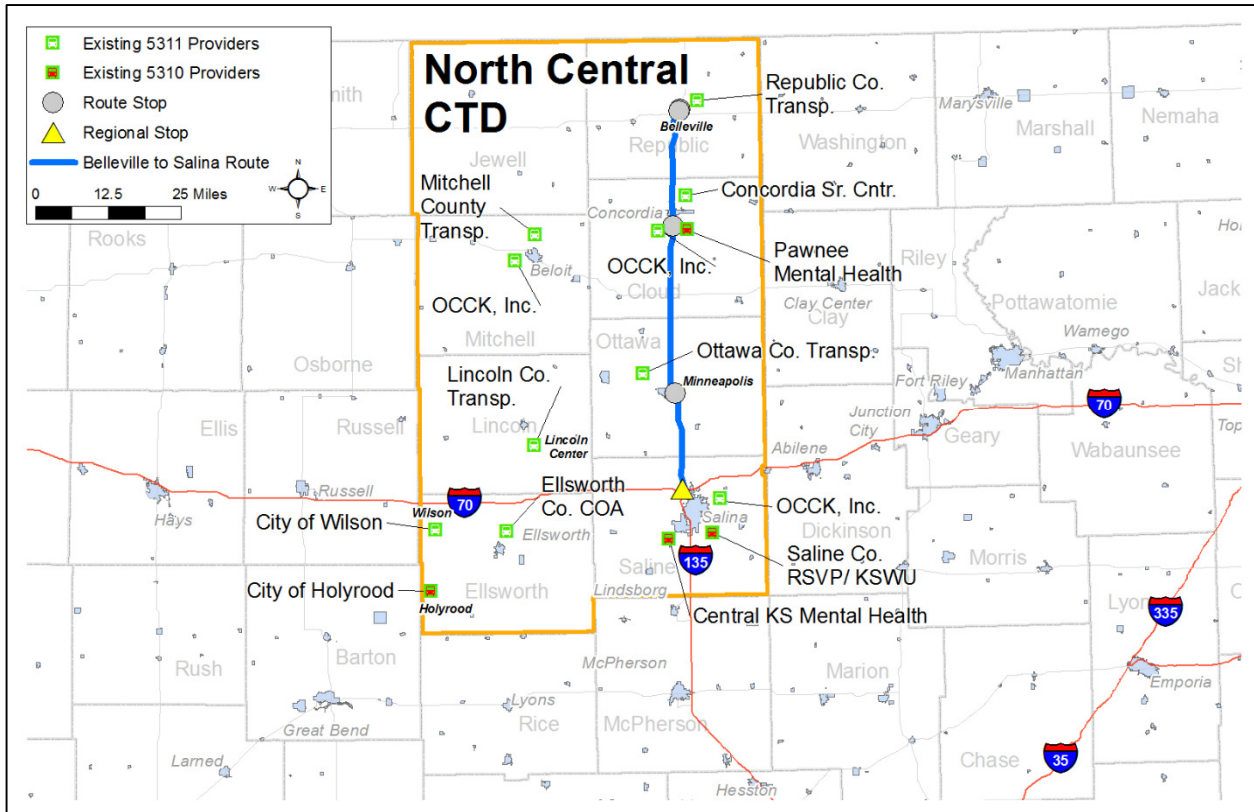 Existing 5311 Providers
Existing 5310 Providers
Route Stop
Regional Stop
Belleville to Salina Route
0 12.5 25 Miles
N
W E
S
North Central
CTD
Republic Co.
Transp.
Belleville
Republic
Washington
Marysville
Marshall
Nemaha
mith
Jewell
Mitchell
County
Transp.
Concordia Sr. Cntr.
Concordia
Rooks
Beloit
OCCK, Inc.
OCCK, Inc.
Pawnee
Mental Health
Cloud
Clay Center
Clay
Riley
Pottawatomie
Jack
Wamego
Mitchell
Osborne
Ottawa
Ottawa Co. Transp.
Minneapolis
Manhattan
Fort Riley
Sh
Lincoln Co.
Transp.
Lincoln
Lincoln
Center
Ellis
Russell
Junction
City
Geary
70
Wabaunsee
Top
Abilene
Hays
Russell
70
Ellsworth
Co. COA
Wilson
City of Wilson
Ellsworth
OCCK, Inc.
Salina
Dickinson
Saline
135
Saline Co.
RSVP/ KSWU
Morris
City of Holyrood
Holyrood
Ellsworth
Lindsborg
Central KS Mental Health
Lyon
335
Rush
Barton
McPherson
Marion
Emporia
Lyons
Rice
McPherson
Great Bend
Larned
Chase
35
Hesston